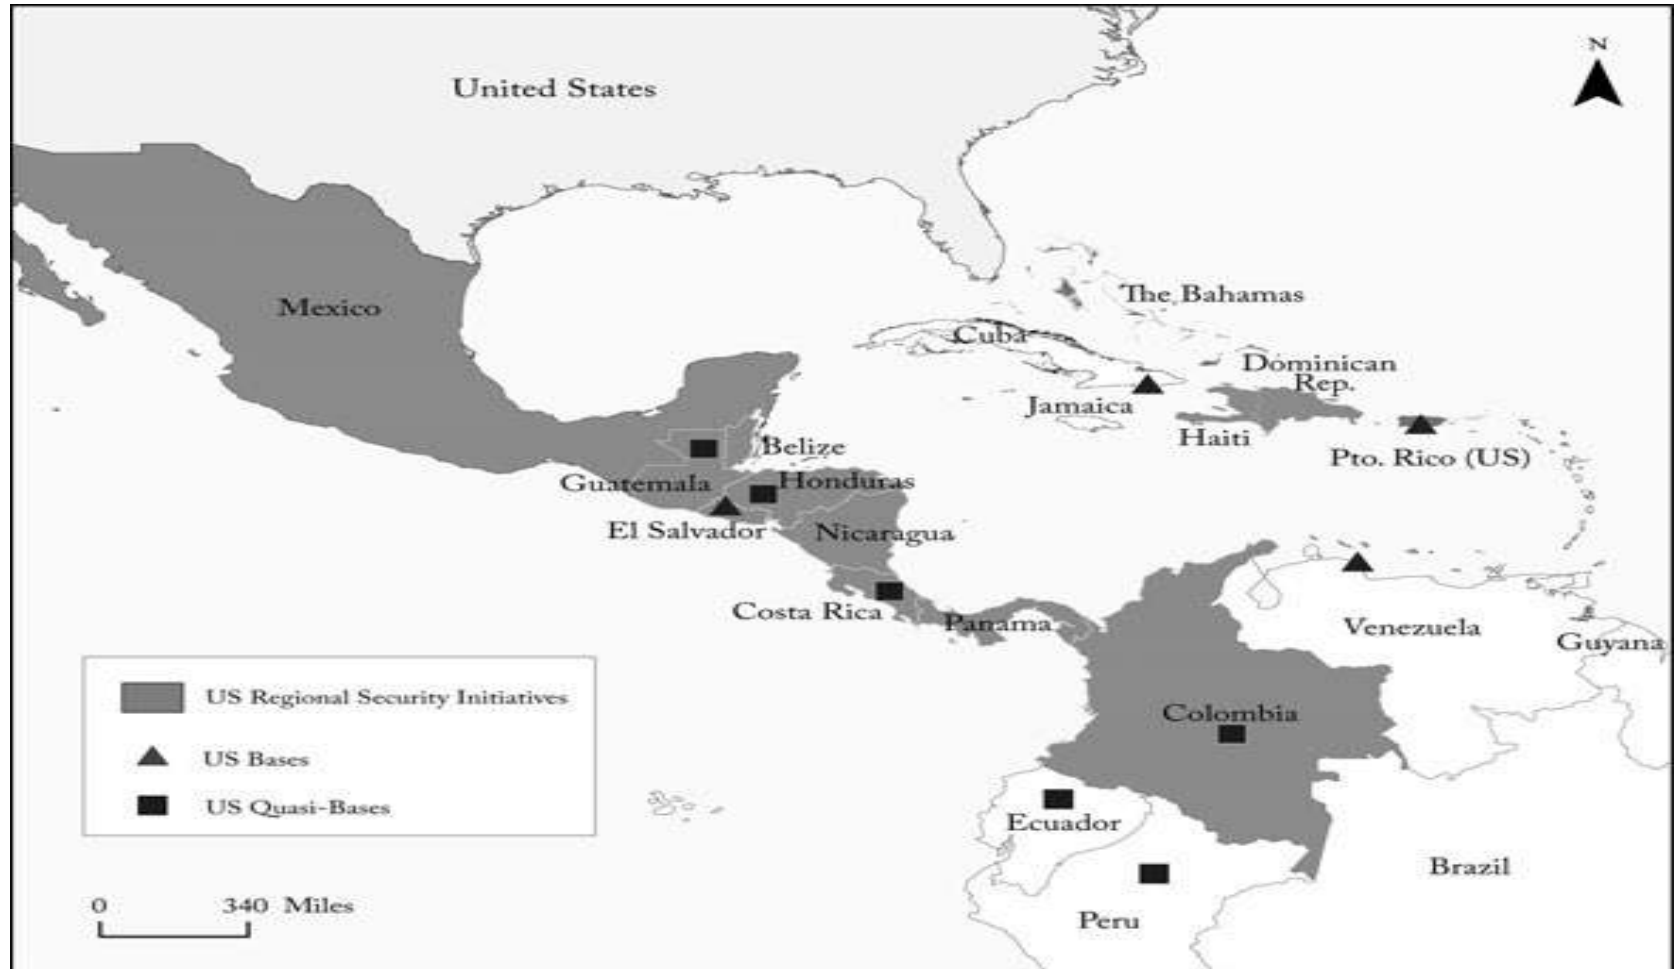 N
United States
Mexico
The Bahamas
Cuba
Dominican
Rep.
Jamaica
Haiti
Pto. Rico (US)
Belize
Guatemala
Honduras
El Salvador
Nicaragua
Costa Rica
Panama
Venezuela
Guyana
Colombia
Ecuador
Brazil
Peru
US Regional Security Initiatives
US Bases
US Quasi-Bases
0 340 Miles